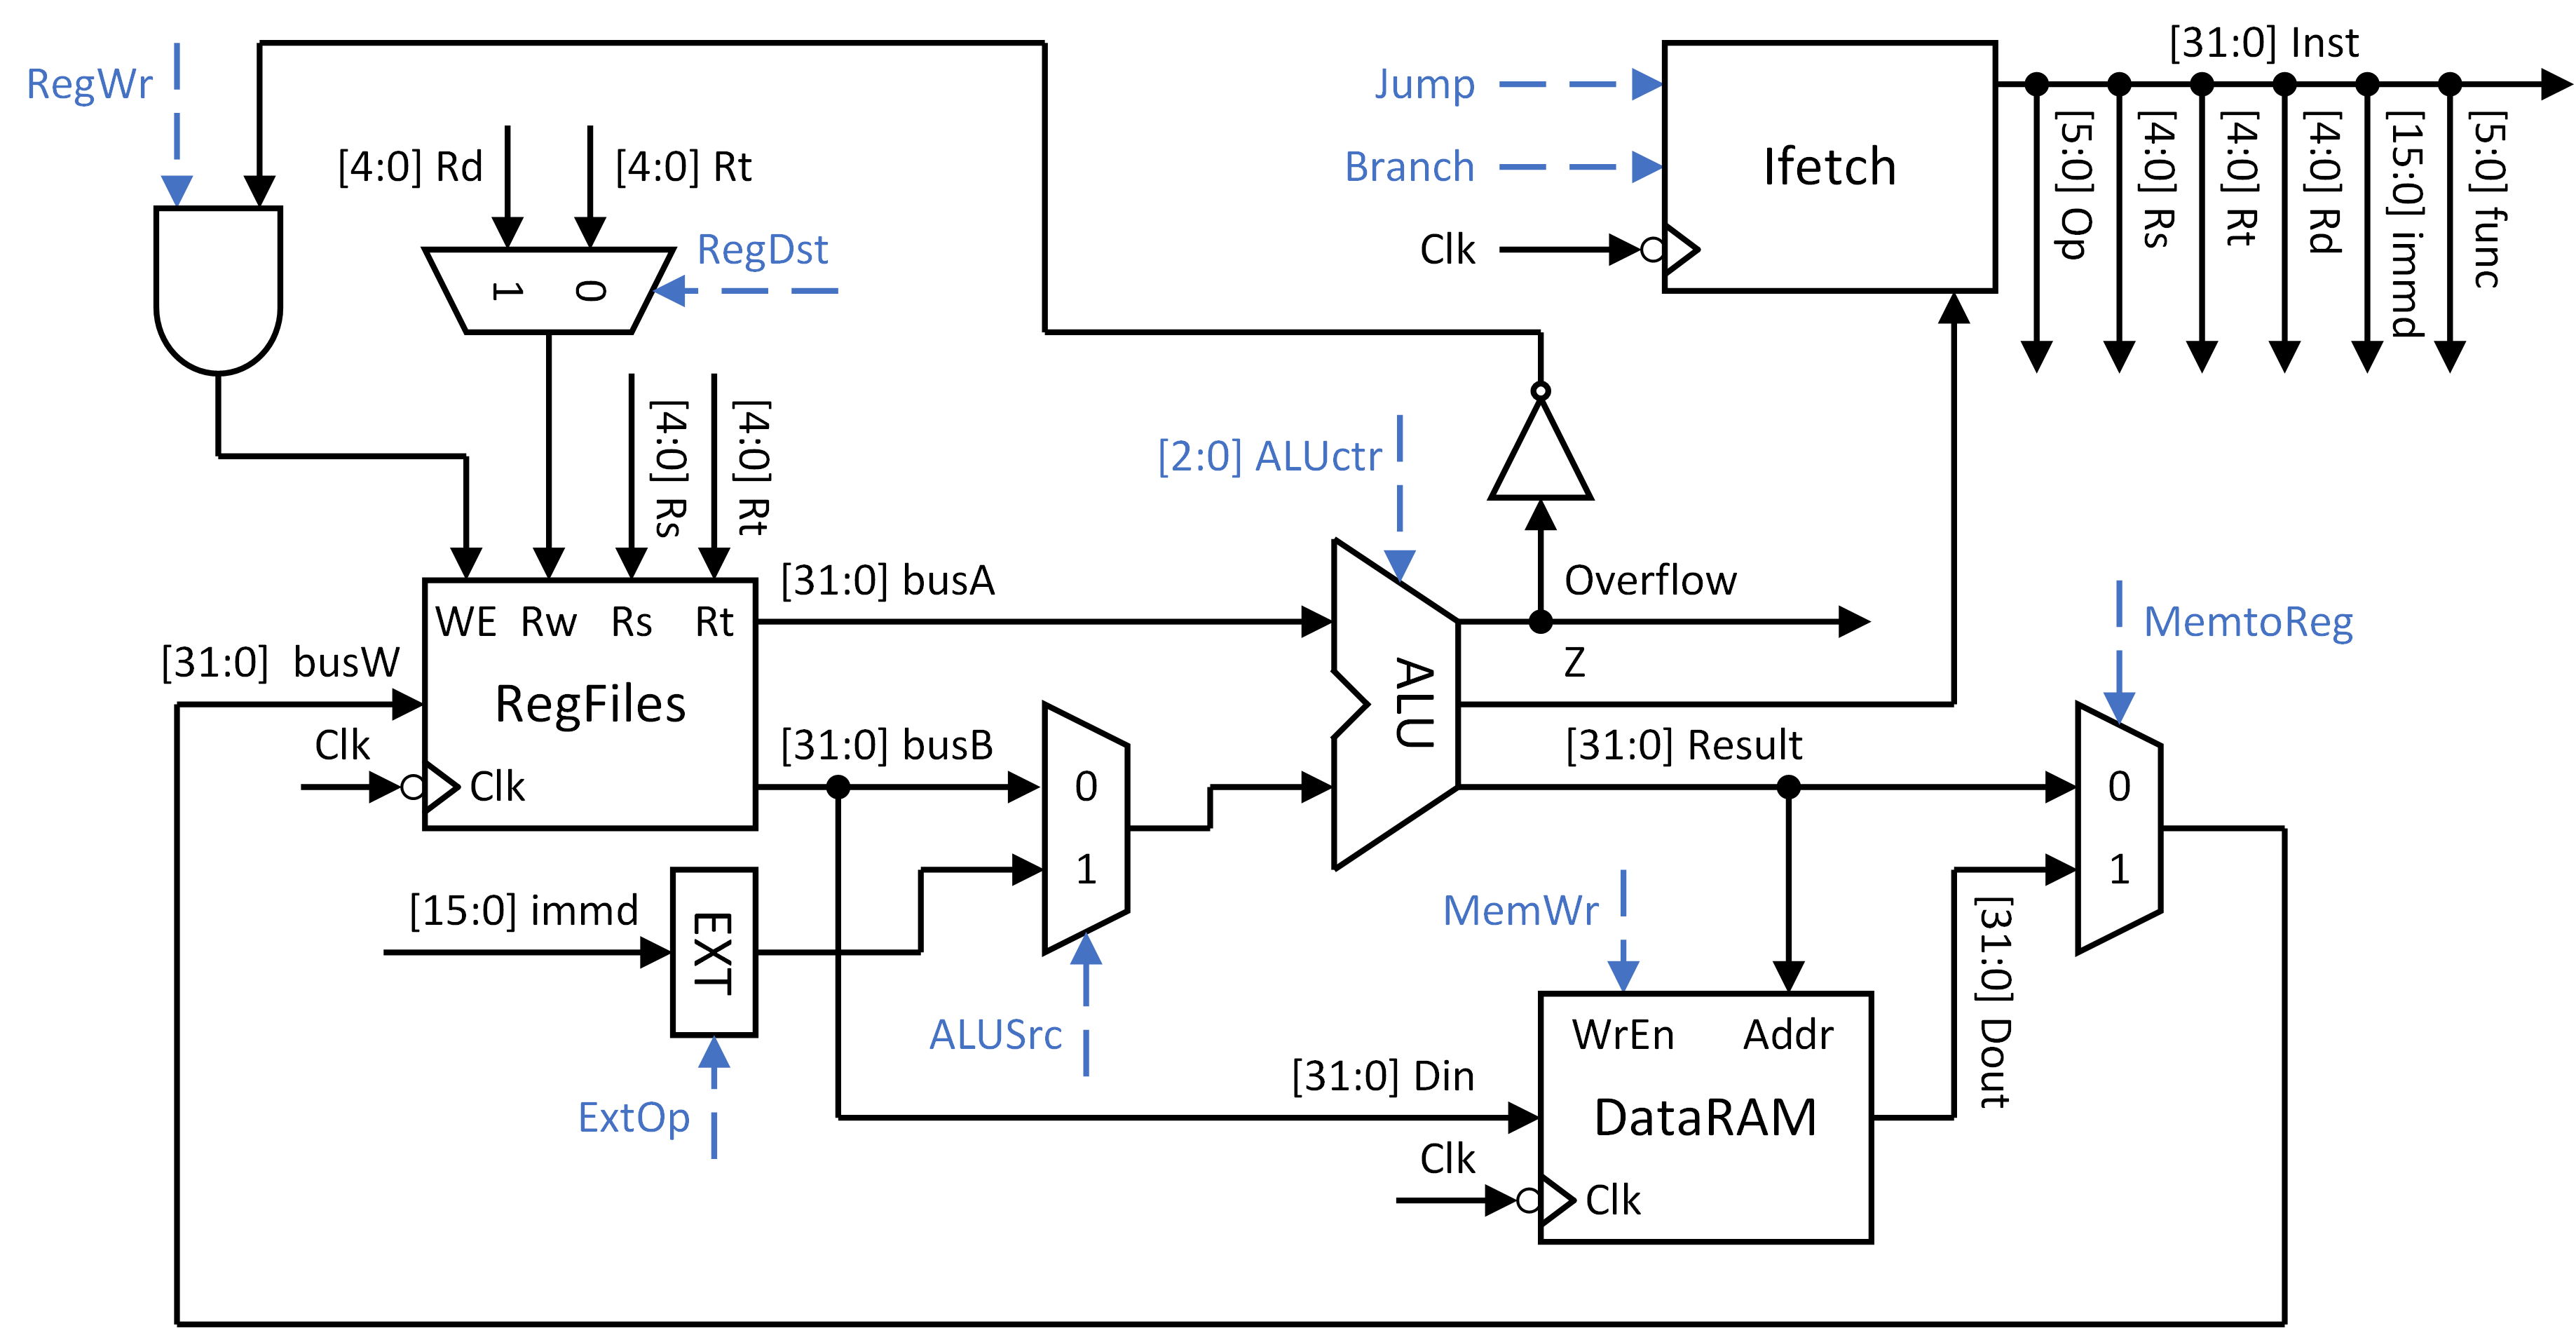 [31:0] Inst
RegWr
Jump
[4:0] Rd
[4:0] Rt
Branch
Ifetch
[5:0] Op
[4:0] Rs
[4:0] Rt
[4:0] Rd
[15:0] immd
[5:0] func
RegDst
Clk
1
0
[4:0] Rs
[4:0] Rt
[2:0] ALUctr
[31:0] busA
Overflow
WE
Rw
Rs
Rt
MemtoReg
[31:0] busW
Z
RegFiles
ALU
Clk
[31:0] busB
[31:0] Result
Clk
0
0
1
1
[15:0] immd
EXT
MemWr
[31:0] Dout
ALUSrc
WrEn
Addr
[31:0] Din
ExtOp
DataRAM
Clk
Clk